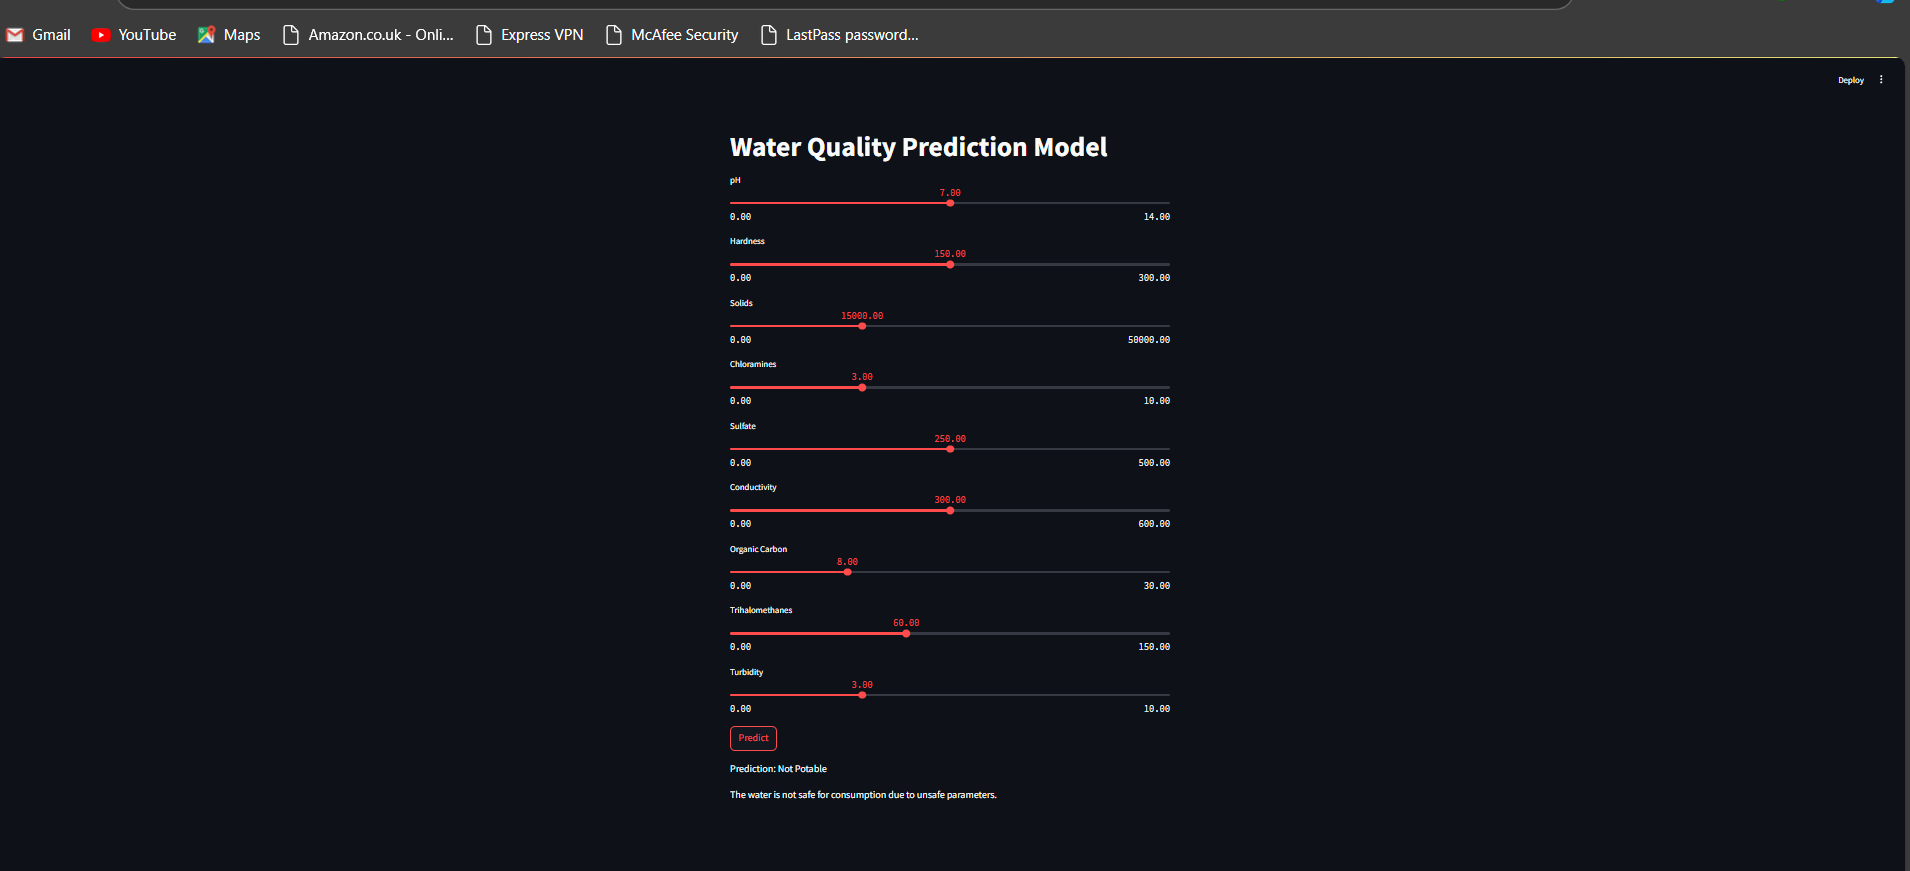 Gmail YouTube Maps Amazon.co.uk - Onli... Express VPN McAfee Security LastPass password...
Deploy
Water Quality Prediction Model
pH
7.00
0.00 14.00
Hardness
150.00
0.00 300.00
Solids
15000.00
0.00 50000.00
Chloramines
3.00
0.00 10.00
Sulfate
250.00
0.00 500.00
Conductivity
300.00
0.00 600.00
Organic Carbon
8.00
0.00 30.00
Trihalomethanes
60.00
0.00 150.00
Turbidity
3.00
0.00 10.00
Predict
Prediction: Not Potable
The water is not safe for consumption due to unsafe parameters.